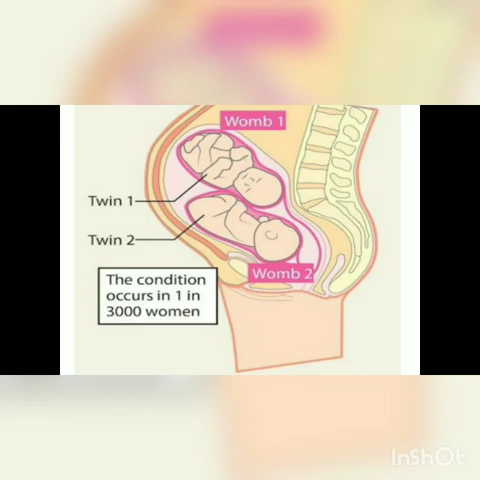 Womb 1
Twin 1
Twin 2
Womb 2
The condition
occurs in 1 in
3000 women
InShOt